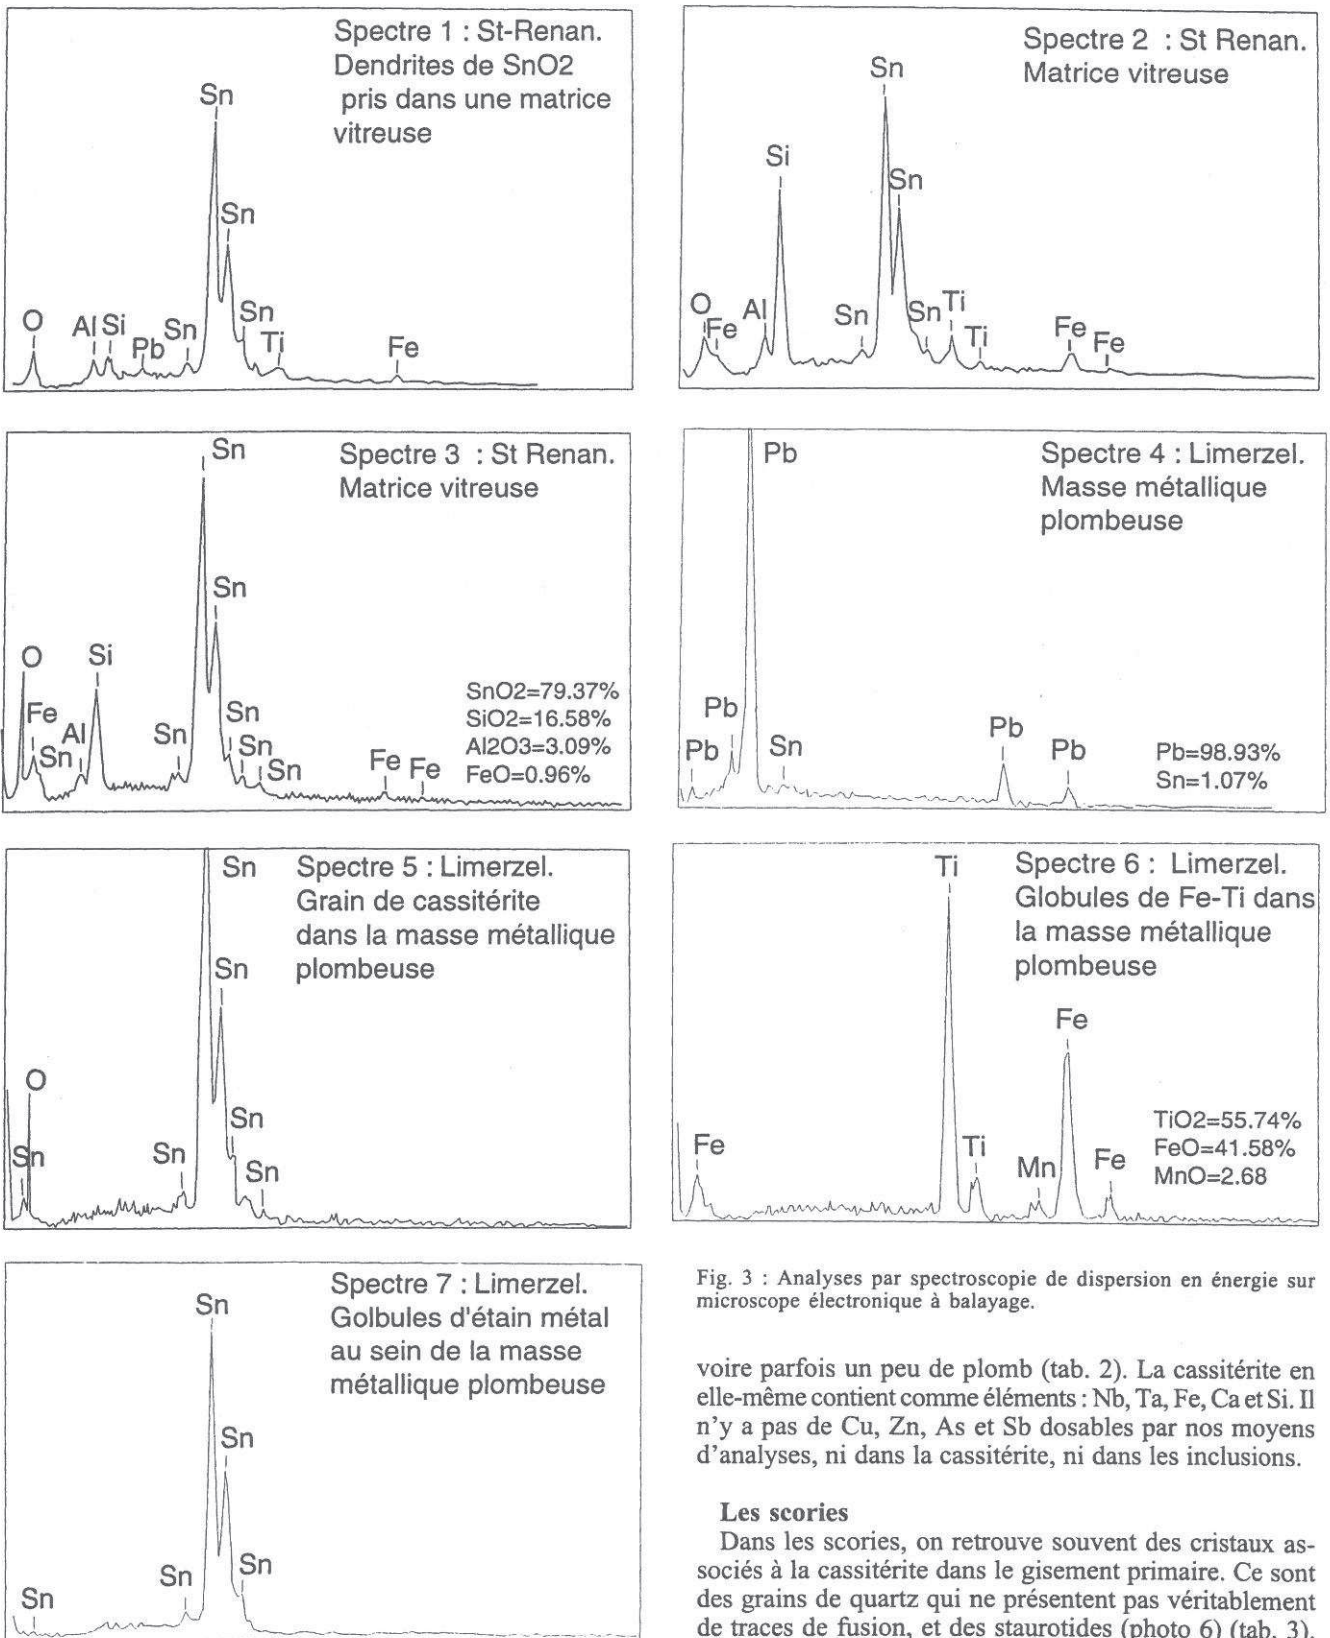 Spectre 1 : St-Renan.
Dendrites de SnO2
pris dans une matrice
vitreuse
Sn
Sn
Sn
O
Al
Si
Pb
Sn
Ti
Fe
Spectre 2 : St Renan.
Matrice vitreuse
Sn
Si
Sn
O
Fe
Al
Sn
Sn
Ti
Ti
Fe
Fe
Spectre 3 : St Renan.
Matrice vitreuse
Sn
Sn
O
Si
Fe
Sn
Al
Sn
Sn
Sn
Sn
Fe
Fe
SnO2=79.37%
SiO2=16.58%
Al2O3=3.09%
FeO=0.96%
Spectre 4 : Limerzel.
Masse métallique
plombeuse
Pb
Pb
Pb
Sn
Pb
Pb
Pb=98.93%
Sn=1.07%
Spectre 5 : Limerzel.
Grain de cassitérite
dans la masse métallique
plombeuse
Sn
Sn
O
Sn
Sn
Sn
Sn
Spectre 6 : Limerzel.
Globules de Fe-Ti dans
la masse métallique
plombeuse
Ti
Fe
Fe
Ti
Mn
Fe
TiO2=55.74%
FeO=41.58%
MnO=2.68
Spectre 7 : Limerzel.
Golbules d'étain métal
au sein de la masse
métallique plombeuse
Sn
Sn
Sn
Sn
Sn
Fig. 3 : Analyses par spectroscopie de dispersion en énergie sur
microscope électronique à balayage.
voire parfois un peu de plomb (tab. 2). La cassitérite en
elle-même contient comme éléments : Nb, Ta, Fe, Ca et Si. Il
n'y a pas de Cu, Zn, As et Sb dosables par nos moyens
d'analyses, ni dans la cassitérite, ni dans les inclusions.
Les scories
Dans les scories, on retrouve souvent des cristaux as-
sociés à la cassitérite dans le gisement primaire. Ce sont
des grains de quartz qui ne présentent pas véritablement
de traces de fusion, et des staurotides (photo 6) (tab. 3).